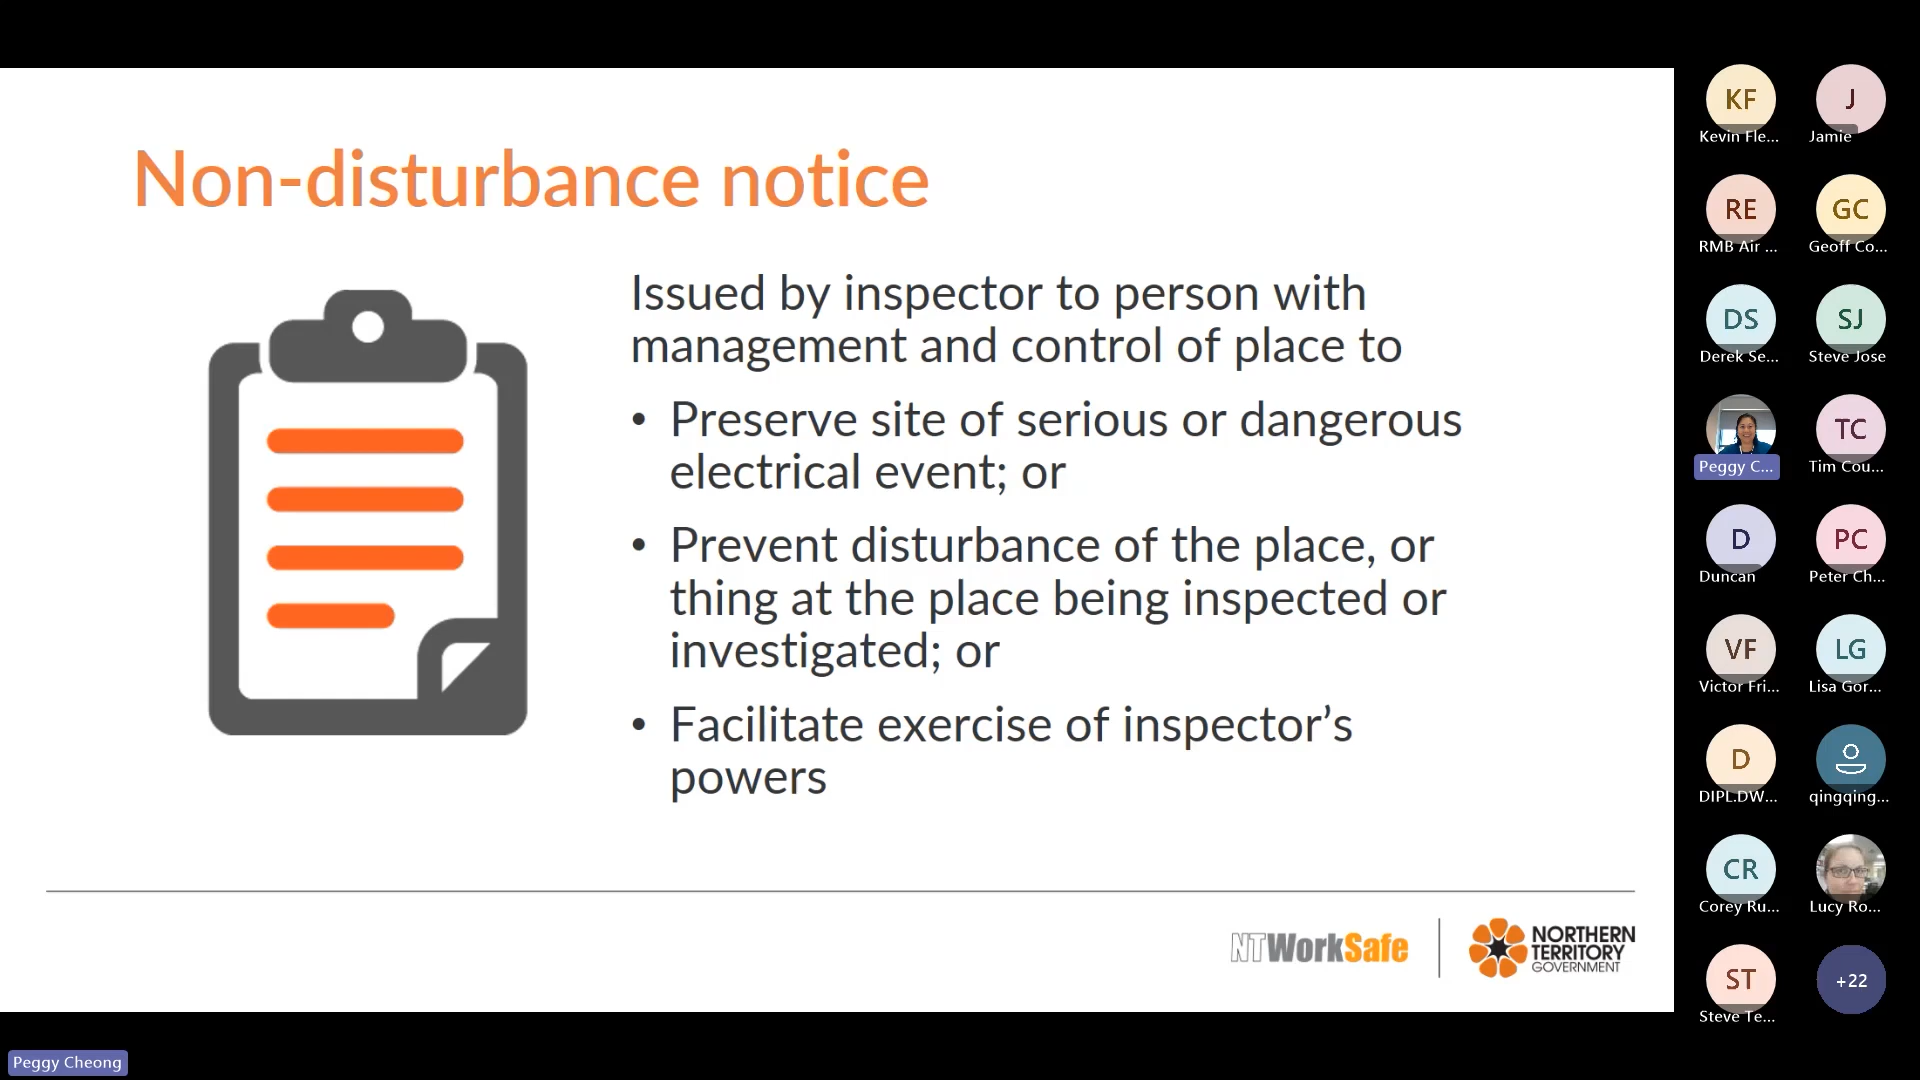 Non-disturbance notice
Issued by inspector to person with
management and control of place to
• Preserve site of serious or dangerous
electrical event; or
• Prevent disturbance of the place, or
thing at the place being inspected or
investigated; or
• Facilitate exercise of inspector’s
powers
NTWorkSafe
NORTHERN
TERRITORY
GOVERNMENT
KF
Kevin Fle...
J
Jamie
RE
RMB Air ...
GC
Geoff Co...
DS
Derek Se...
SJ
Steve Jose
Peggy C...
TC
Tim Cou...
D
Duncan
PC
Peter Ch...
VF
Victor Fri...
LG
Lisa Gor...
D
DIPL.DW...
qingqing...
CR
Corey Ru...
Lucy Ro...
ST
Steve Te...
+22
Peggy Cheong